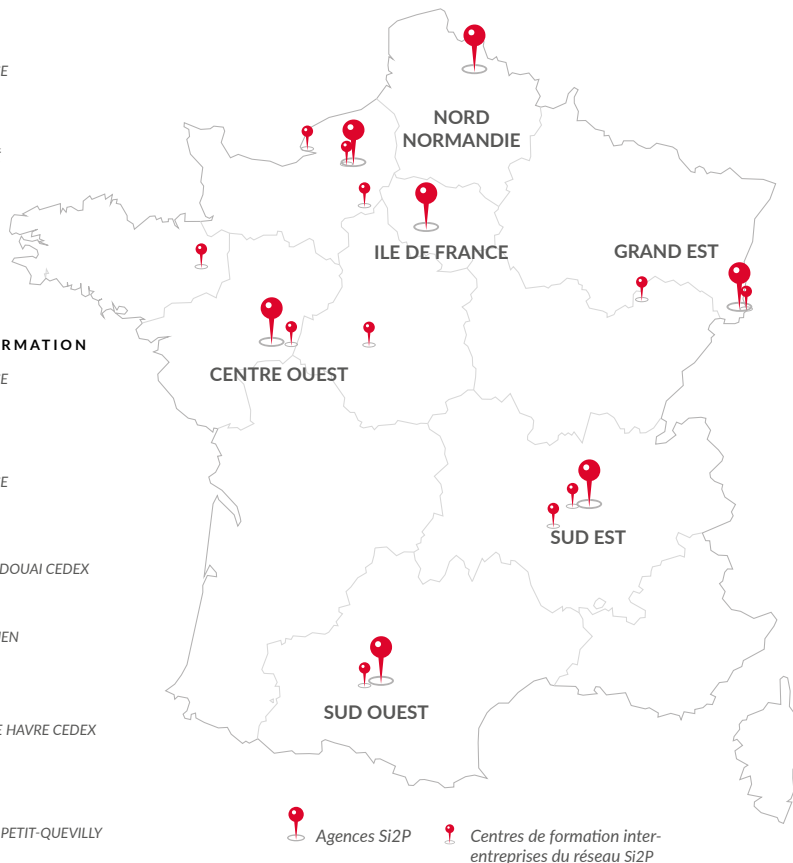 NORD
NORMANDIE
ILE DE FRANCE
GRAND EST
RMATION
CENTRE OUEST
SUD EST
DOUAI CEDEX
SUD OUEST
E HAVRE CEDEX
PETIT-QUEVILLY
Agences Si2P
Centres de formation inter-
entreprises du réseau Si2P